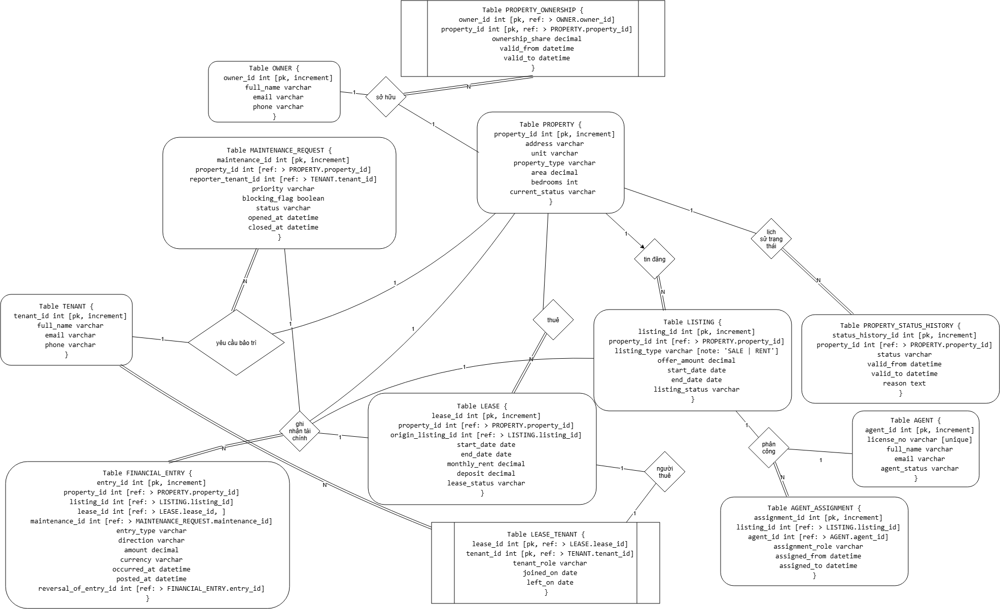 Table PROPERTY_OWNERSHIP {
owner_id int [pk, ref: > OWNER.owner_id]
property_id int [pk, ref: > PROPERTY.property_id]
ownership_share decimal
valid_from datetime
valid_to datetime
}
Table OWNER {
owner_id int [pk, increment]
full_name varchar
email varchar
phone varchar
}
1
sở hữu
N
1
Table PROPERTY {
property_id int [pk, increment]
address varchar
unit varchar
property_type varchar
area decimal
bedrooms int
current_status varchar
}
Table MAINTENANCE_REQUEST {
maintenance_id int [pk, increment]
property_id int [ref: > PROPERTY.property_id]
reporter_tenant_id int [ref: > TENANT.tenant_id]
priority varchar
blocking_flag boolean
status varchar
opened_at datetime
closed_at datetime
}
1
lịch
sử trạng
thái
1
tin đăng
N
N
N
1
Table TENANT {
tenant_id int [pk, increment]
full_name varchar
email varchar
phone varchar
}
1
yêu cầu bảo trì
1
1
thuê
N
Table LISTING {
listing_id int [pk, increment]
property_id int [ref: > PROPERTY.property_id]
listing_type varchar [note: 'SALE | RENT']
offer_amount decimal
start_date date
end_date date
listing_status varchar
}
Table PROPERTY_STATUS_HISTORY {
status_history_id int [pk, increment]
property_id int [ref: > PROPERTY.property_id]
status varchar
valid_from datetime
valid_to datetime
reason text
}
1
ghi
nhận tài
chính
1
N
Table LEASE {
lease_id int [pk, increment]
property_id int [ref: > PROPERTY.property_id]
origin_listing_id int [ref: > LISTING.listing_id]
start_date date
end_date date
monthly_rent decimal
deposit decimal
lease_status varchar
}
1
phân
công
1
N
Table AGENT {
agent_id int [pk, increment]
license_no varchar [unique]
full_name varchar
email varchar
agent_status varchar
}
1
người
thuê
1
N
Table FINANCIAL_ENTRY {
entry_id int [pk, increment]
property_id int [ref: > PROPERTY.property_id]
listing_id int [ref: > LISTING.listing_id]
lease_id int [ref: > LEASE.lease_id, ]
maintenance_id int [ref: > MAINTENANCE_REQUEST.maintenance_id]
entry_type varchar
direction varchar
amount decimal
currency varchar
occurred_at datetime
posted_at datetime
reversal_of_entry_id int [ref: > FINANCIAL_ENTRY.entry_id]
}
Table LEASE_TENANT {
lease_id int [pk, ref: > LEASE.lease_id]
tenant_id int [pk, ref: > TENANT.tenant_id]
tenant_role varchar
joined_on date
left_on date
}
Table AGENT_ASSIGNMENT {
assignment_id int [pk, increment]
listing_id int [ref: > LISTING.listing_id]
agent_id int [ref: > AGENT.agent_id]
assignment_role varchar
assigned_from datetime
assigned_to datetime
}